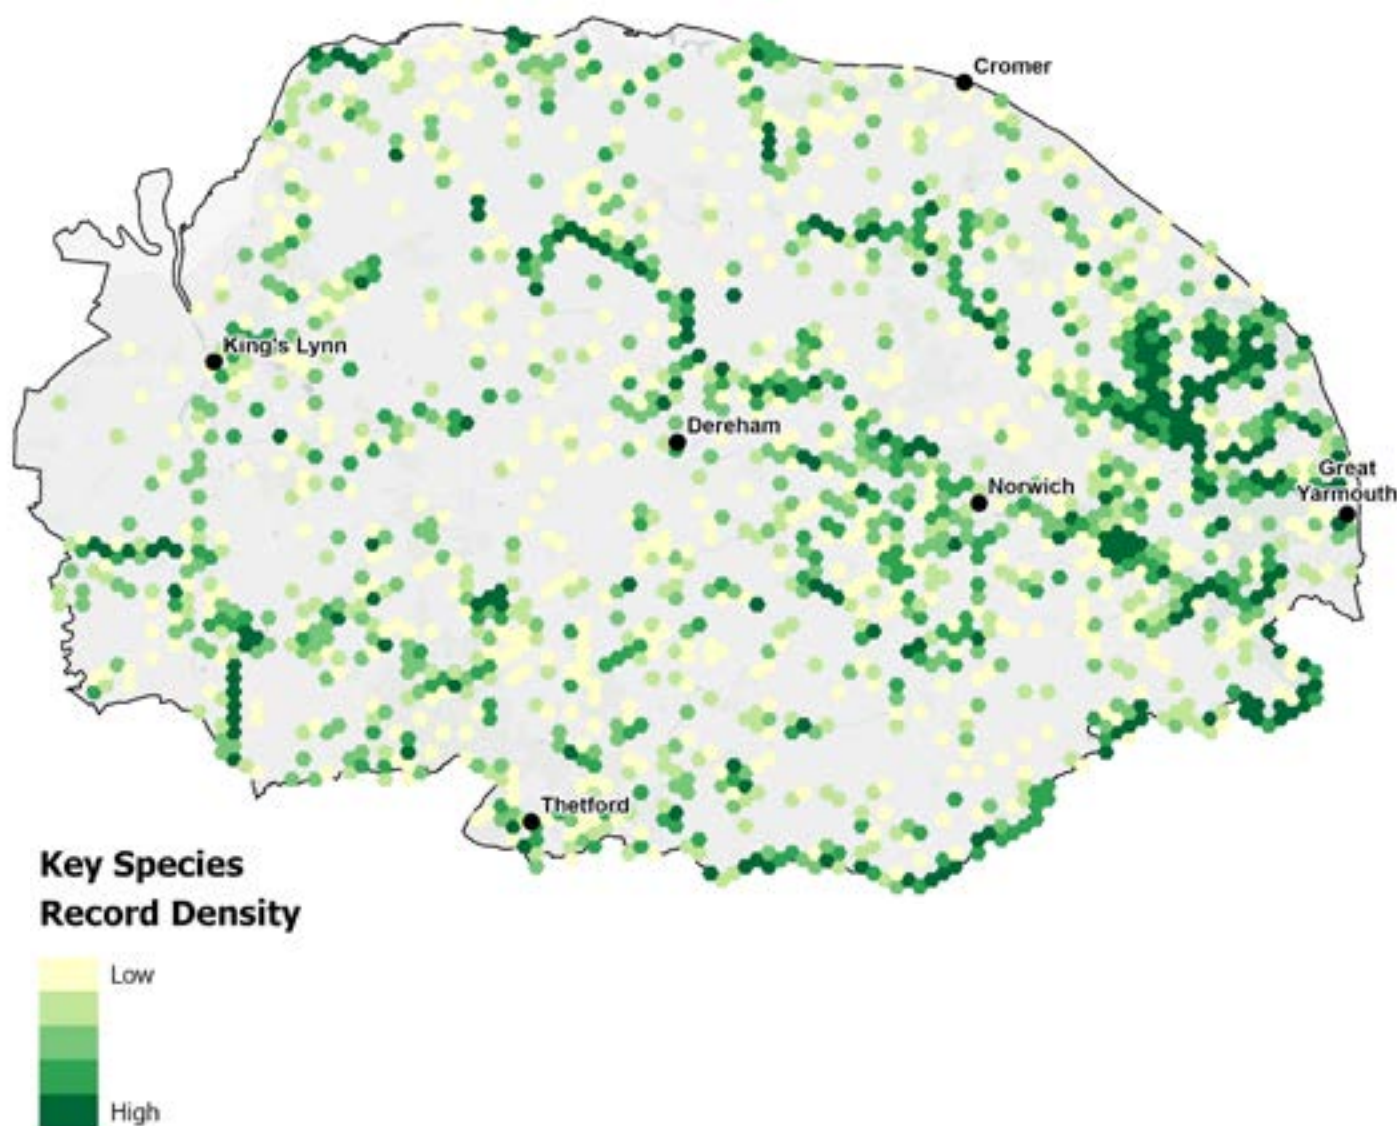 Cromer
King's Lynn
Dereham
Norwich
Great
Yarmouth
Thetford
Key Species
Record Density
Low
High